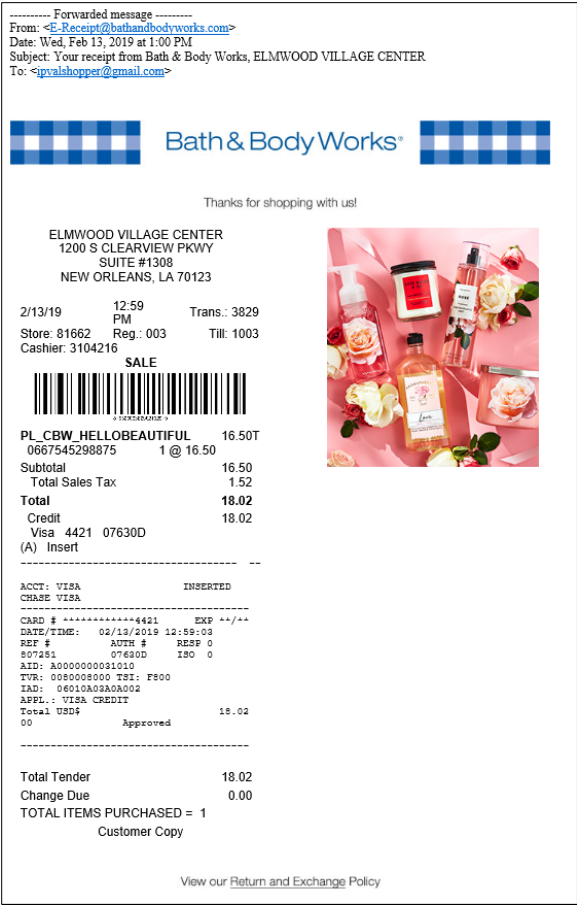 ---------- Forwarded message ---------
From: <E-Receipt@bathandbodyworks.com>
Date: Wed, Feb 13, 2019 at 1:00 PM
Subject: Your receipt from Bath & Body Works, ELMWOOD VILLAGE CENTER
To: <ipvalshopper@gmail.com>
Bath & Body Works®
Thanks for shopping with us!
ELMWOOD VILLAGE CENTER
1200 S CLEARVIEW PKWY
SUITE #1308
NEW ORLEANS, LA 70123
2/13/19 12:59 PM Trans.: 3829
Store: 81662 Reg.: 003 Till: 1003
Cashier: 3104216
SALE
PL_CBW_HELLOBEAUTIFUL 16.50T
0667545298875 1 @ 16.50
Subtotal 16.50
Total Sales Tax 1.52
Total 18.02
Credit 18.02
Visa 4421 07630D
(A) Insert
------------------------------------ --
ACCT: VISA INSERTED
CHASE VISA
--------------------------------------
CARD # ************4421 EXP **/**
DATE/TIME: 02/13/2019 12:59:03
REF # AUTH # RESP 0
807251 07630D ISO 0
AID: A0000000031010
TVR: 0080008000 TSI: F800
IAD: 06010A03A0A002
APPL.: VISA CREDIT
Total USD$ 18.02
00 Approved
--------------------------------------
Total Tender 18.02
Change Due 0.00
TOTAL ITEMS PURCHASED = 1
Customer Copy
View our Return and Exchange Policy